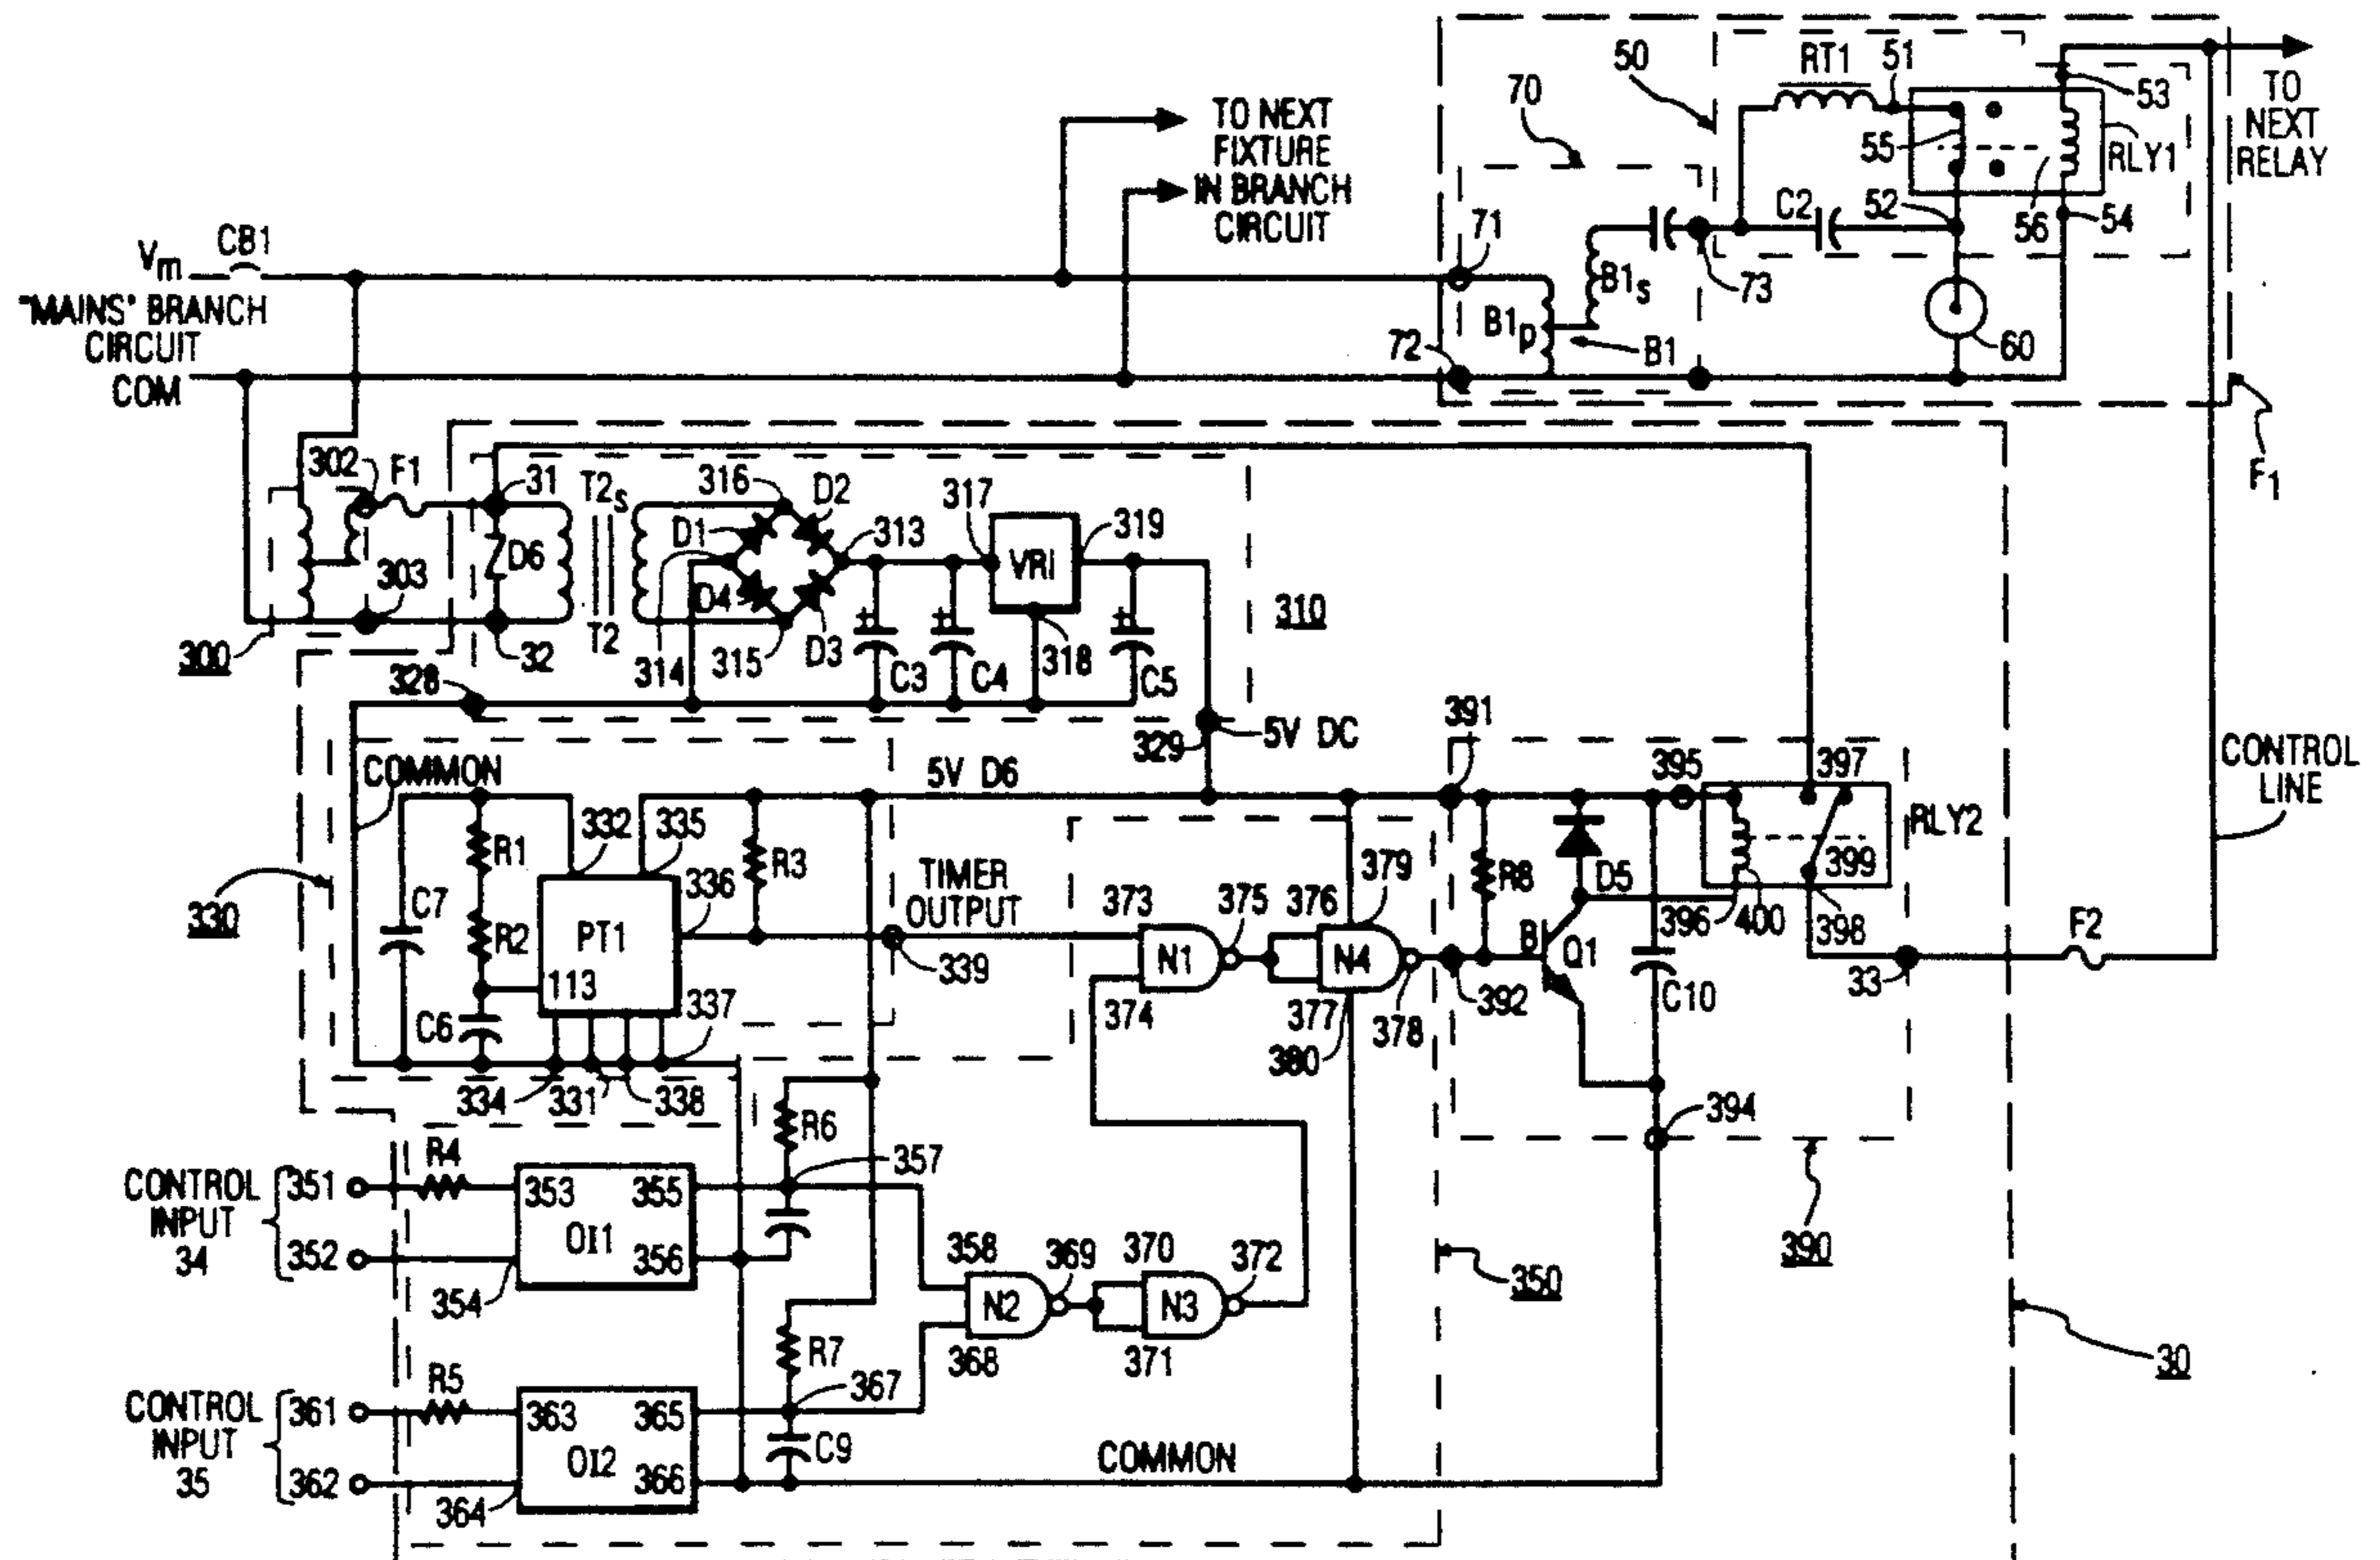 RT1
51
50
70
53
TO
NEXT
RELAY
TO NEXT
FIXTURE
IN BRANCH
CIRCUIT
55
RLY1
C2
52
56
54
71
Vm
CB1
"MAINS" BRANCH
CIRCUIT
COM
B1s
73
B1p
B1
72
60
F1
302
F1
31
T2s
316
D2
317
319
D1
313
VRI
D6
303
D4
310
300
32
T2
314
315
D3
C3
C4
318
C5
328
391
329
5V DC
COMMON
5V D6
395
397
CONTROL
LINE
RLY2
332
335
379
R1
R3
TIMER
OUTPUT
336
R8
D5
399
330
C7
373
375
376
396
400
398
F2
R2
PT1
N1
N4
B
Q1
339
392
33
113
C10
C6
337
374
377
378
380
334
331
338
394
R6
R4
357
CONTROL
INPUT
34
351
352
353
355
OI1
356
354
358
369
370
372
350
390
N2
N3
R7
368
371
30
R5
367
CONTROL
INPUT
35
361
362
363
365
OI2
366
364
C9
COMMON